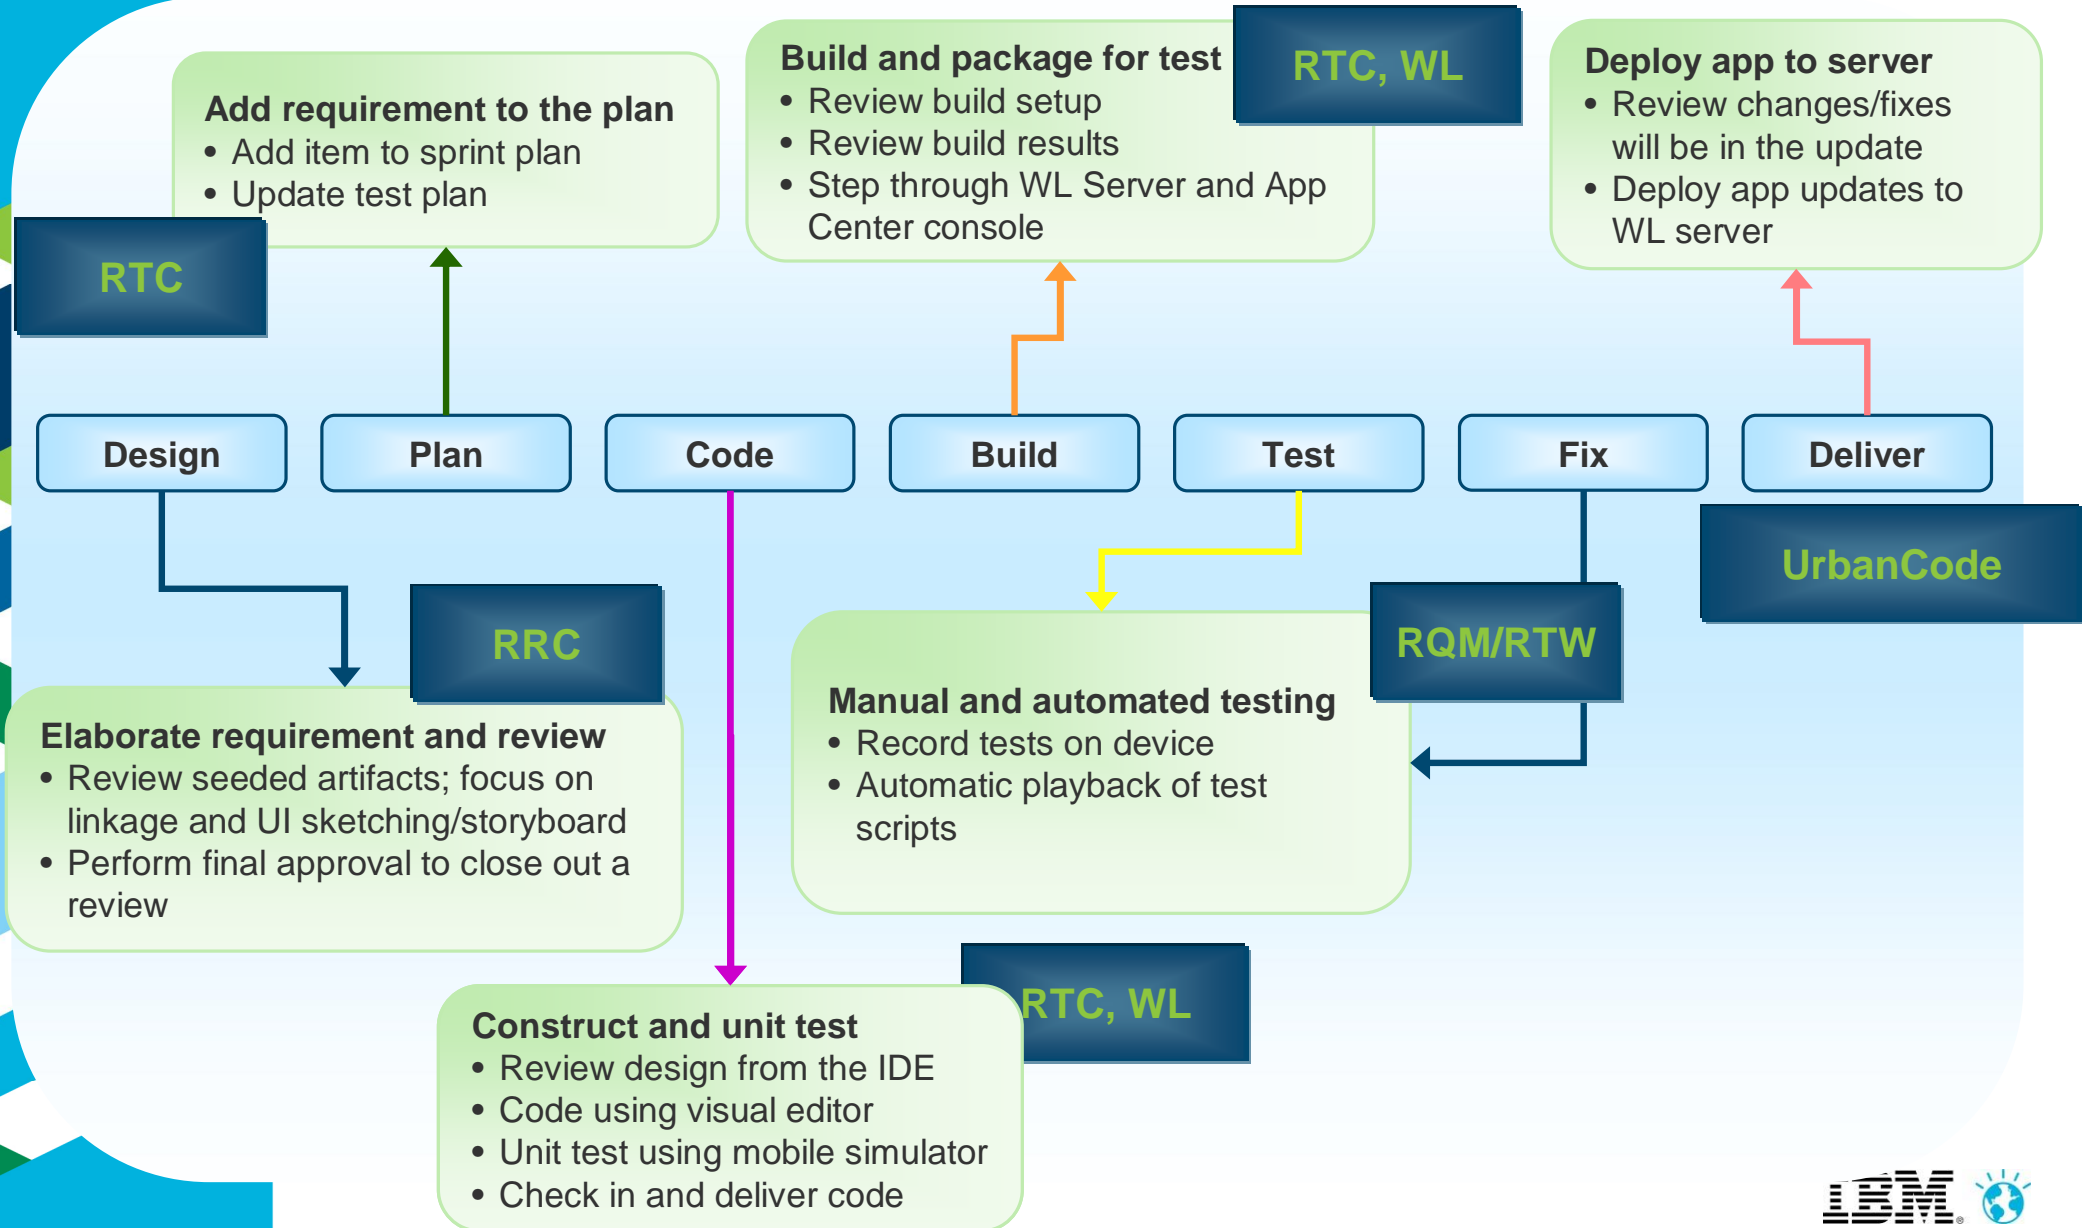 Add requirement to the plan
• Add item to sprint plan
• Update test plan
RTC
Build and package for test
• Review build setup
• Review build results
• Step through WL Server and App
Center console
RTC, WL
Deploy app to server
• Review changes/fixes
will be in the update
• Deploy app updates to
WL server
Design
Plan
Code
Build
Test
Fix
Deliver
UrbanCode
RRC
RQM/RTW
Elaborate requirement and review
• Review seeded artifacts; focus on
linkage and UI sketching/storyboard
• Perform final approval to close out a
review
Manual and automated testing
• Record tests on device
• Automatic playback of test
scripts
RTC, WL
Construct and unit test
• Review design from the IDE
• Code using visual editor
• Unit test using mobile simulator
• Check in and deliver code
IBM®